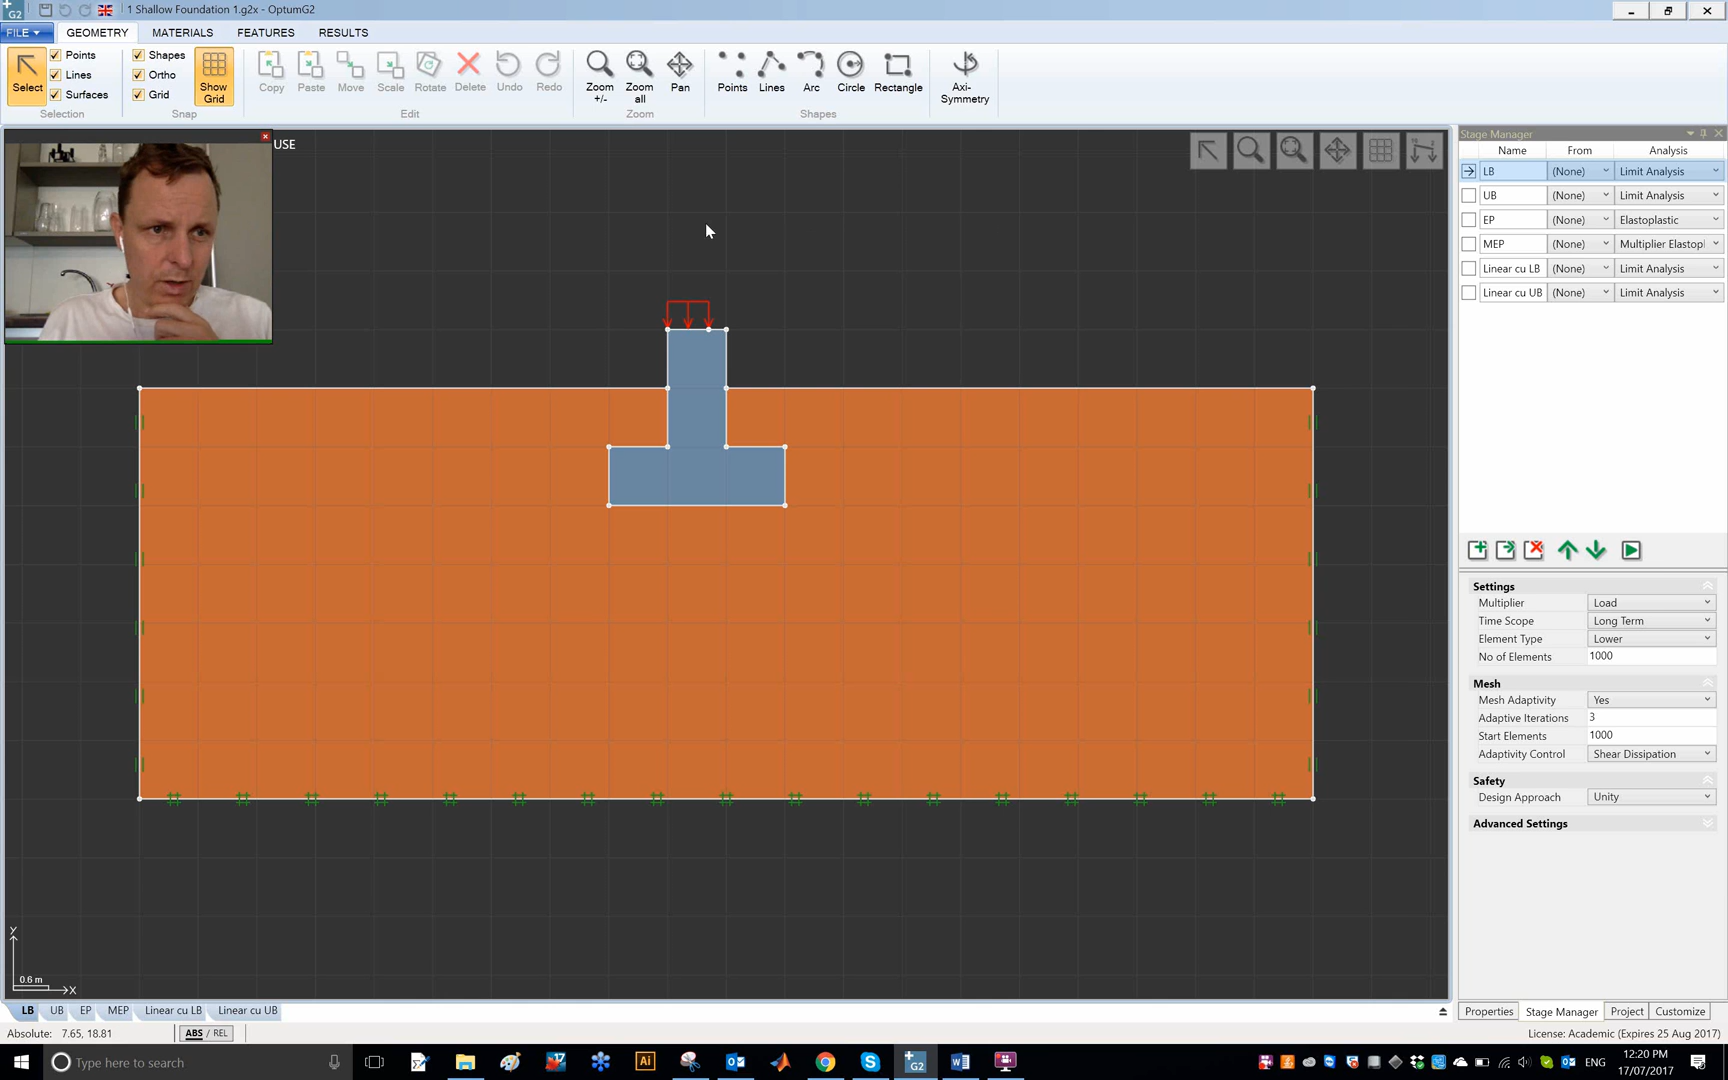 1 Shallow Foundation 1.g2x - OptumG2
G2
FILE
GEOMETRY
MATERIALS
FEATURES
RESULTS
Select
Points
Lines
Surfaces
Selection
Shapes
Ortho
Grid
Snap
Show Grid
Copy
Paste
Move
Scale
Rotate
Delete
Undo
Redo
Edit
Zoom +/-
Zoom all
Pan
Zoom
Points
Lines
Arc
Circle
Rectangle
Shapes
Axi-Symmetry
USE
Stage Manager
Name From Analysis
LB (None) Limit Analysis
UB (None) Limit Analysis
EP (None) Elastoplastic
MEP (None) Multiplier Elastopl
Linear cu LB (None) Limit Analysis
Linear cu UB (None) Limit Analysis
Settings
Multiplier Load
Time Scope Long Term
Element Type Lower
No of Elements 1000
Mesh
Mesh Adaptivity Yes
Adaptive Iterations 3
Start Elements 1000
Adaptivity Control Shear Dissipation
Safety
Design Approach Unity
Advanced Settings
Y
0.6 m
X
LB UB EP MEP Linear cu LB Linear cu UB
Properties Stage Manager Project Customize
Absolute: 7.65, 18.81
ABS / REL
License: Academic (Expires 25 Aug 2017)
Type here to search
17
Ai
G2
ENG
12:20 PM
17/07/2017